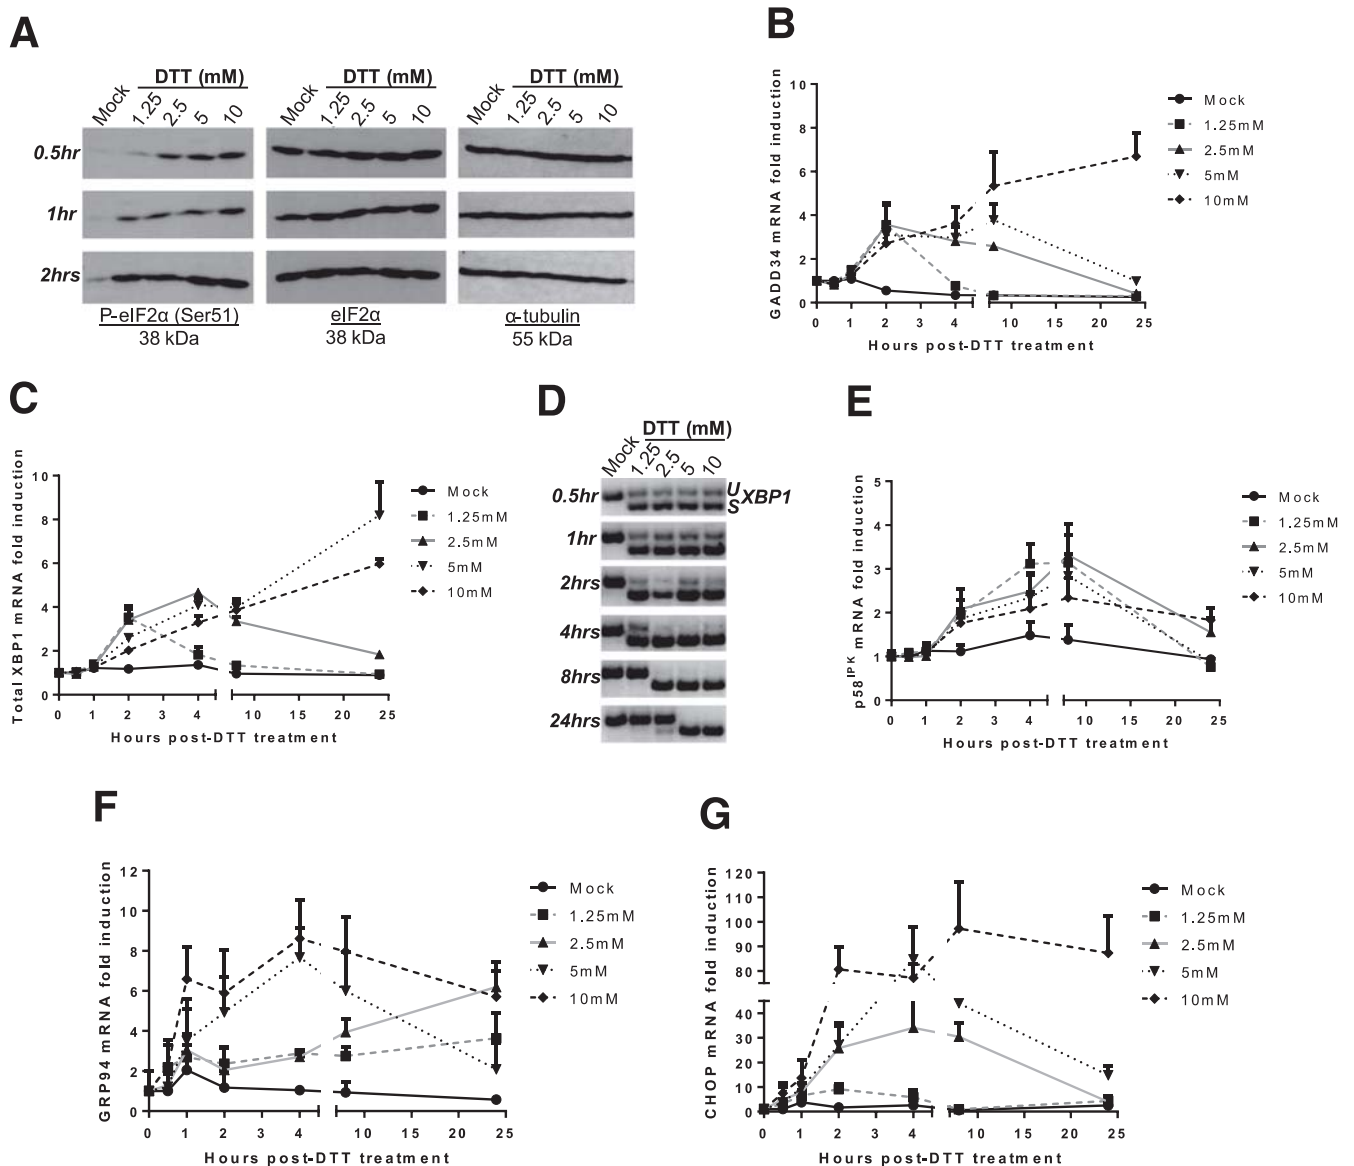 A
DTT (mM) DTT (mM) DTT (mM)
Mock 1.25 2.5 5 10 Mock 1.25 2.5 5 10 Mock 1.25 2.5 5 10
0.5hr
1hr
2hrs
P-eIF2α (Ser51) eIF2α α-tubulin
38 kDa 38 kDa 55 kDa
B
GADD34 mRNA fold induction
10
8
6
4
2
0
0 1 2 3 4 10 15 20 25
Hours post-DTT treatment
Mock
1.25mM
2.5mM
5mM
10mM
C
Total XBP1 mRNA fold induction
10
8
6
4
2
0
0 1 2 3 4 10 15 20 25
Hours post-DTT treatment
Mock
1.25mM
2.5mM
5mM
10mM
D
DTT (mM)
Mock 1.25 2.5 5 10
0.5hr U XBP1
S
1hr
2hrs
4hrs
8hrs
24hrs
E
p58IPK mRNA fold induction
5
4
3
2
1
0
0 1 2 3 4 10 15 20 25
Hours post-DTT treatment
Mock
1.25mM
2.5mM
5mM
10mM
F
GRP94 mRNA fold induction
12
10
8
6
4
2
0
0 1 2 3 4 10 15 20 25
Hours post-DTT treatment
Mock
1.25mM
2.5mM
5mM
10mM
G
CHOP mRNA fold induction
120
110
100
90
80
40
30
20
10
0
0 1 2 3 4 10 15 20 25
Hours post-DTT treatment
Mock
1.25mM
2.5mM
5mM
10mM